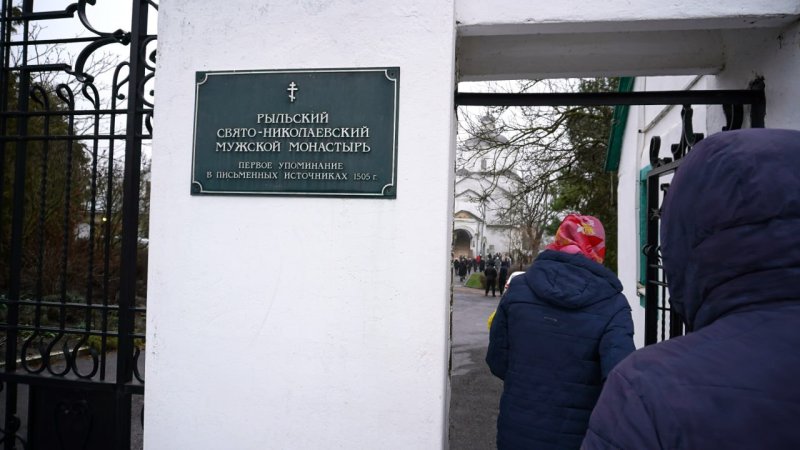 РЫЛЬСКИЙ
СВЯТО-НИКОЛАЕВСКИЙ
МУЖСКОЙ МОНАСТЫРЬ
ПЕРВОЕ УПОМИНАНИЕ
В ПИСЬМЕННЫХ ИСТОЧНИКАХ 1505 г.